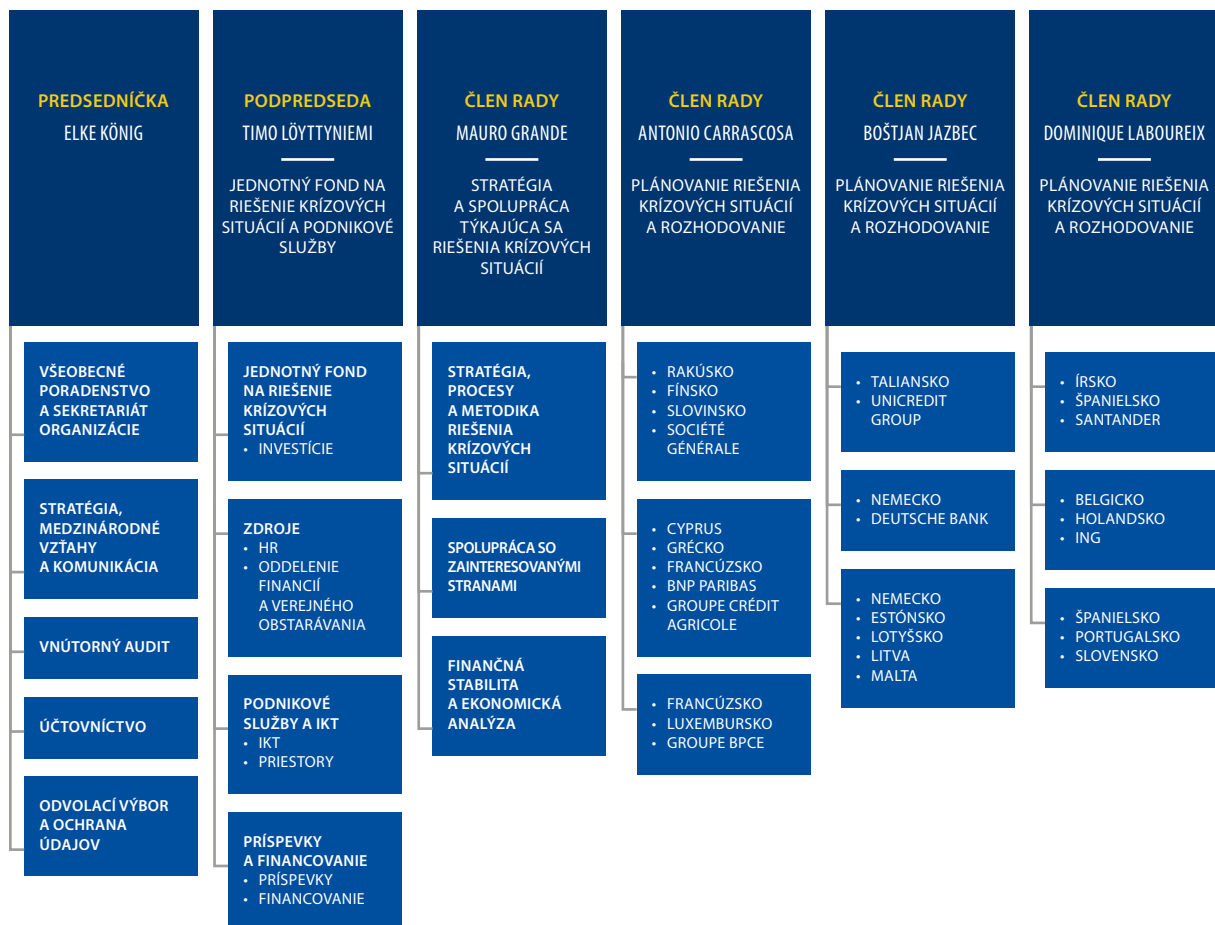 PREDSEDNÍČKA
ELKE KÖNIG
VŠEOBECNÉ
PORADENSTVO
A SEKRETARIÁT
ORGANIZÁCIE
STRATÉGIA,
MEDZINÁRODNÉ
VZŤAHY
A KOMUNIKÁCIA
VNÚTORNÝ AUDIT
ÚČTOVNÍCTVO
ODVOLACÍ VÝBOR
A OCHRANA
ÚDAJOV
PODPREDSEDA
TIMO LÖYTTYNIEMI
JEDNOTNÝ FOND NA
RIEŠENIE KRÍZOVÝCH
SITUÁCIÍ A PODNIKOVÉ
SLUŽBY
JEDNOTNÝ FOND
NA RIEŠENIE
KRÍZOVÝCH
SITUÁCIÍ
• INVESTÍCIE
ZDROJE
• HR
• ODDELENIE
FINANCIÍ
A VEREJNÉHO
OBSTARÁVANIA
PODNIKOVÉ
SLUŽBY A IKT
• IKT
• PRIESTORY
PRÍSPEVKY
A FINANCOVANIE
• PRÍSPEVKY
• FINANCOVANIE
ČLEN RADY
MAURO GRANDE
STRATÉGIA
A SPOLUPRÁCA
TÝKAJÚCA SA
RIEŠENIA KRÍZOVÝCH
SITUÁCIÍ
STRATÉGIA,
PROCESY
A METODIKA
RIEŠENIA
KRÍZOVÝCH
SITUÁCIÍ
SPOLUPRÁCA SO
ZAINTERESOVANÝMI
STRANAMI
FINANČNÁ
STABILITA
A EKONOMICKÁ
ANALÝZA
ČLEN RADY
ANTONIO CARRASCOSA
PLÁNOVANIE RIEŠENIA
KRÍZOVÝCH SITUÁCIÍ
A ROZHODOVANIE
• RAKÚSKO
• FÍNSKO
• SLOVINSKO
• SOCIÉTÉ
GÉNÉRALE
• CYPRUS
• GRÉCKO
• FRANCÚZSKO
• BNP PARIBAS
• GROUPE CRÉDIT
AGRICOLE
• FRANCÚZSKO
• LUXEMBURSKO
• GROUPE BPCE
ČLEN RADY
BOŠTJAN JAZBEC
PLÁNOVANIE RIEŠENIA
KRÍZOVÝCH SITUÁCIÍ
A ROZHODOVANIE
• TALIANSKO
• UNICREDIT
GROUP
• NEMECKO
• DEUTSCHE BANK
• NEMECKO
• ESTÓNSKO
• LOTYŠSKO
• LITVA
• MALTA
ČLEN RADY
DOMINIQUE LABOUREIX
PLÁNOVANIE RIEŠENIA
KRÍZOVÝCH SITUÁCIÍ
A ROZHODOVANIE
• ÍRSKO
• ŠPANIELSKO
• SANTANDER
• BELGICKO
• HOLANDSKO
• ING
• ŠPANIELSKO
• PORTUGALSKO
• SLOVENSKO